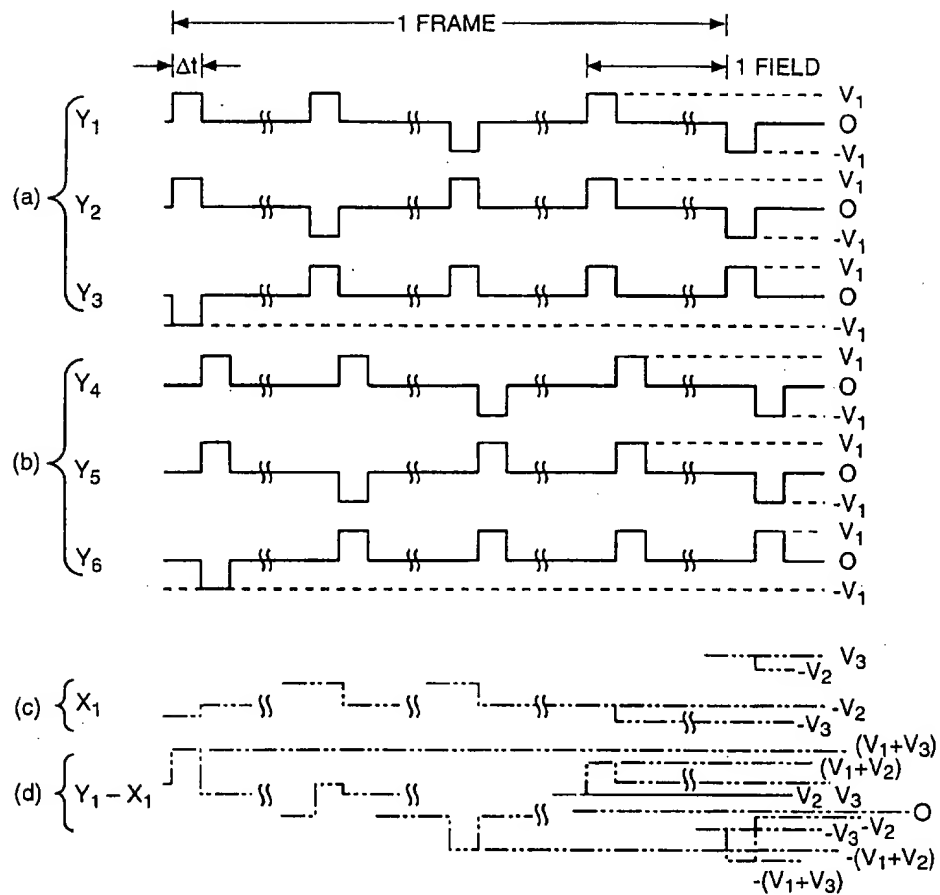 1 FRAME
Δt
1 FIELD
(a)
Y1
V1
O
-V1
Y2
V1
O
-V1
Y3
V1
O
-V1
(b)
Y4
V1
O
-V1
Y5
V1
O
-V1
Y6
V1
O
-V1
V3
-V2
(c) X1
-V2
-V3
(d) Y1 – X1
(V1+V3)
(V1+V2)
V2 V3
O
-V3 -V2
-(V1+V2)
-(V1+V3)